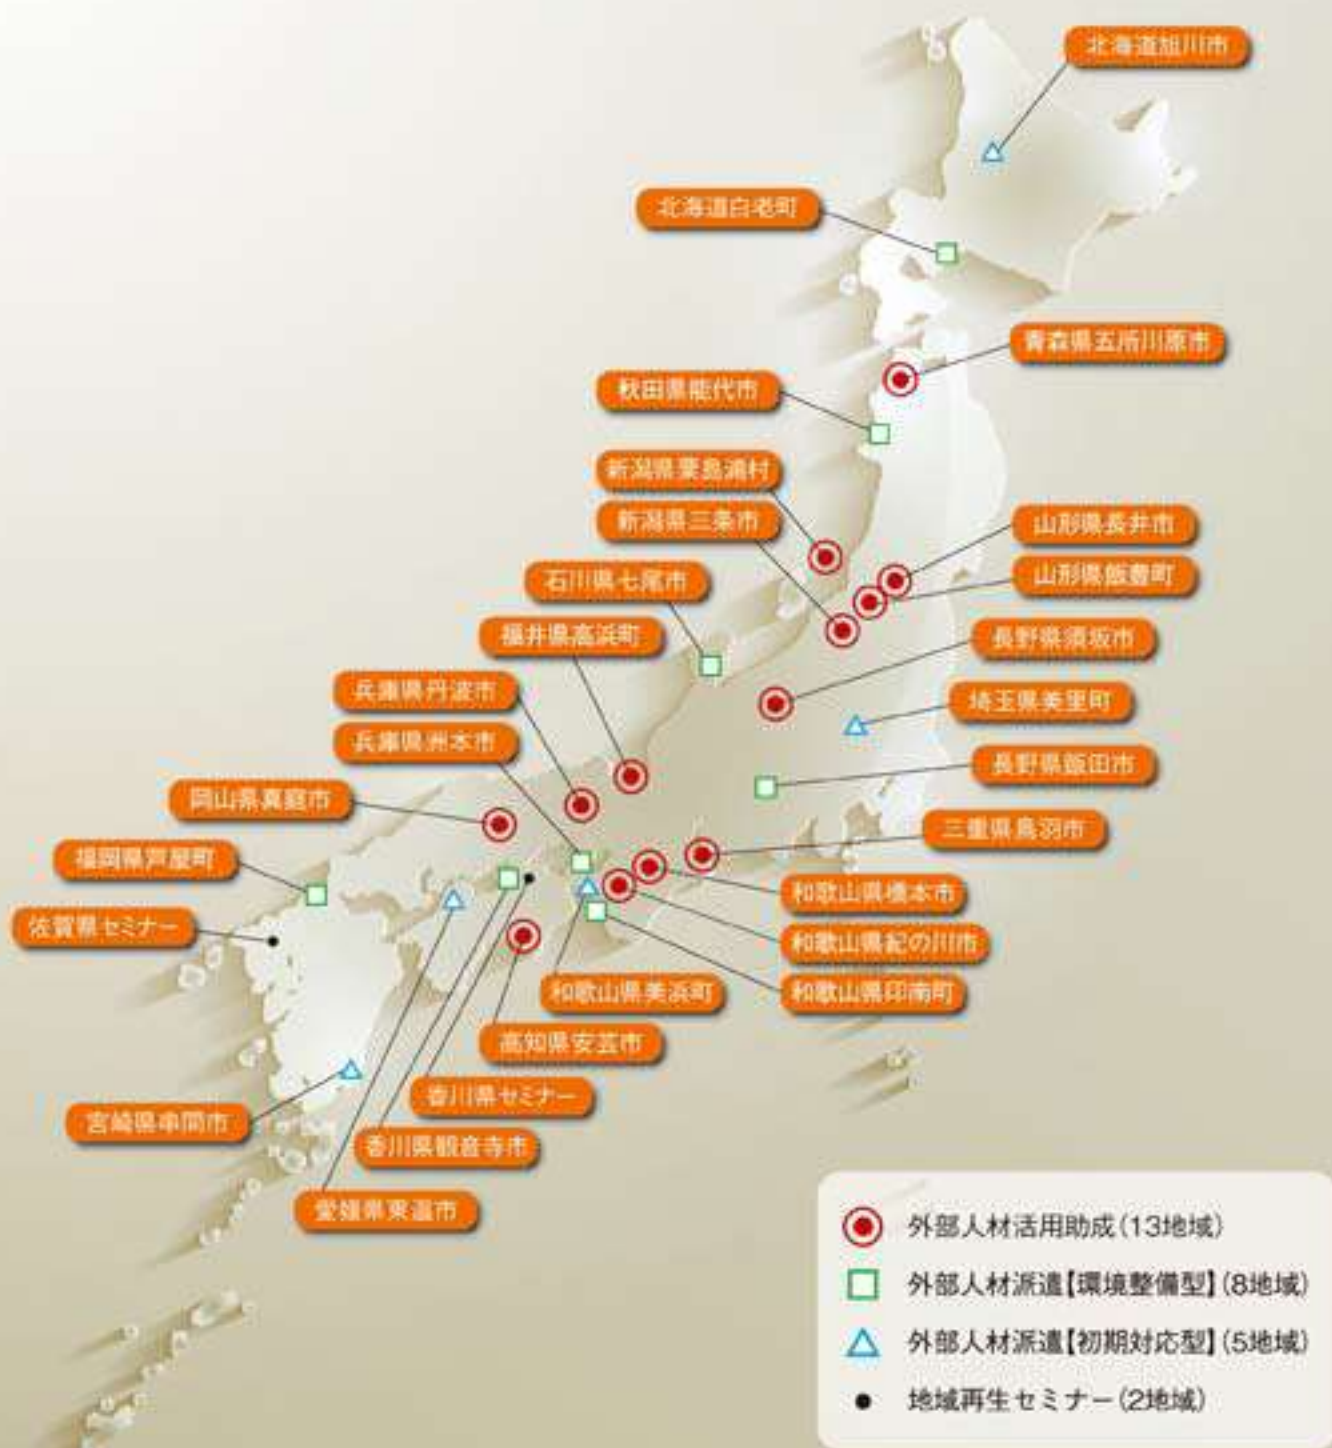 北海道旭川市
北海道白老町
青森県五所川原市
秋田県能代市
新潟県粟島浦村
新潟県三条市
山形県長井市
山形県飯豊町
石川県七尾市
福井県高浜町
長野県須坂市
兵庫県丹波市
埼玉県美里町
兵庫県洲本市
長野県飯田市
岡山県真庭市
三重県鳥羽市
福岡県芦屋町
和歌山県橋本市
佐賀県セミナー
和歌山県紀の川市
和歌山県美浜町
和歌山県印南町
高知県安芸市
香川県セミナー
宮崎県串間市
香川県観音寺市
愛媛県東温市
外部人材活用助成(13地域)
外部人材派遣【環境整備型】(8地域)
外部人材派遣【初期対応型】(5地域)
地域再生セミナー(2地域)